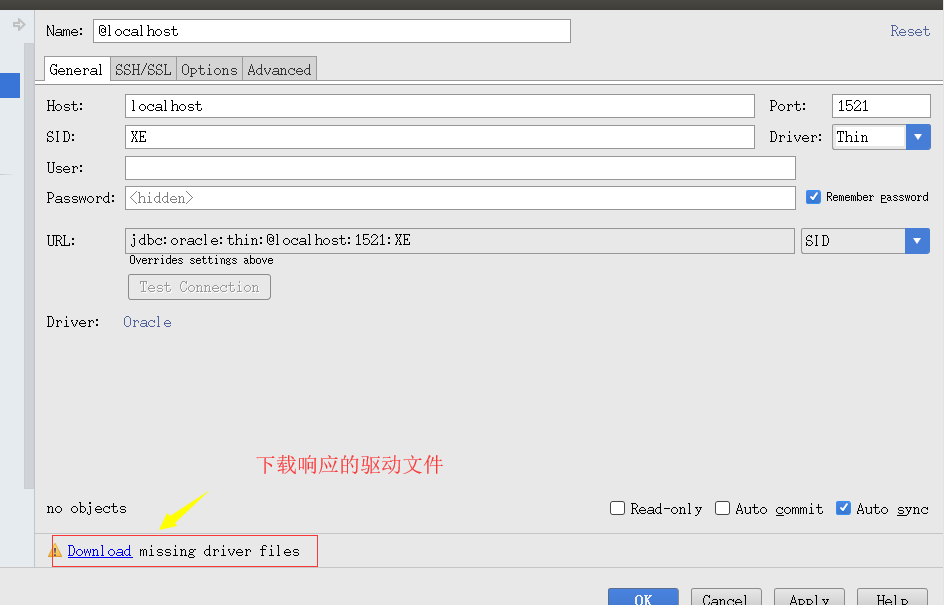 Name: @localhost Reset
General SSH/SSL Options Advanced
Host: localhost Port: 1521
SID: XE Driver: Thin
User:
Password: <hidden> Remember password
URL: jdbc:oracle:thin:@localhost:1521:XE SID
Overrides settings above
Test Connection
Driver: Oracle
下载响应的驱动文件
no objects Read-only Auto commit Auto sync
Download missing driver files
OK Cancel Apply Help